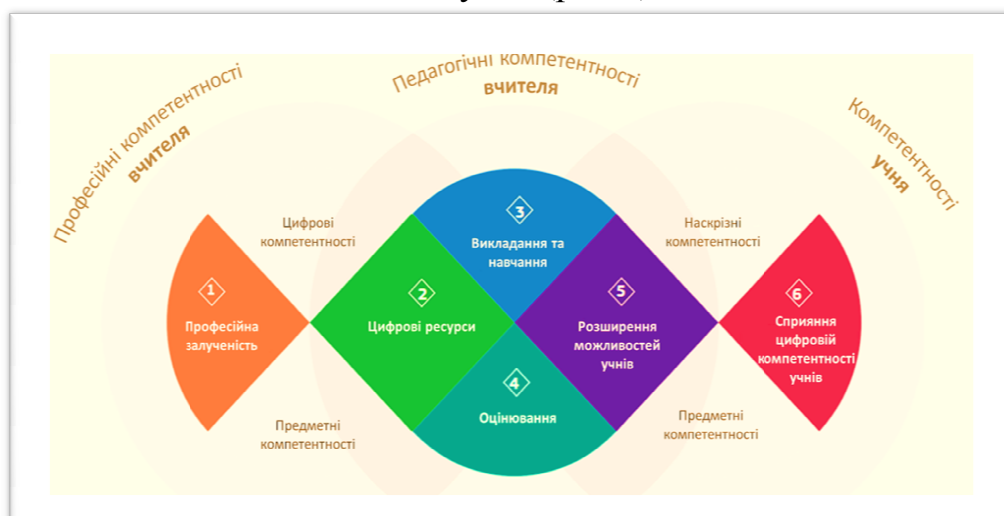 Професійні компетентності
вчителя
Педагогічні компетентності
вчителя
Компетентності
учня
Цифрові
компетентності
Наскрізні
компетентності
1
Професійна
залученість
2
Цифрові ресурси
3
Викладання та
навчання
4
Оцінювання
5
Розширення
можливостей
учнів
6
Сприяння
цифровій
компетентності
учнів
Предметні
компетентності
Предметні
компетентності